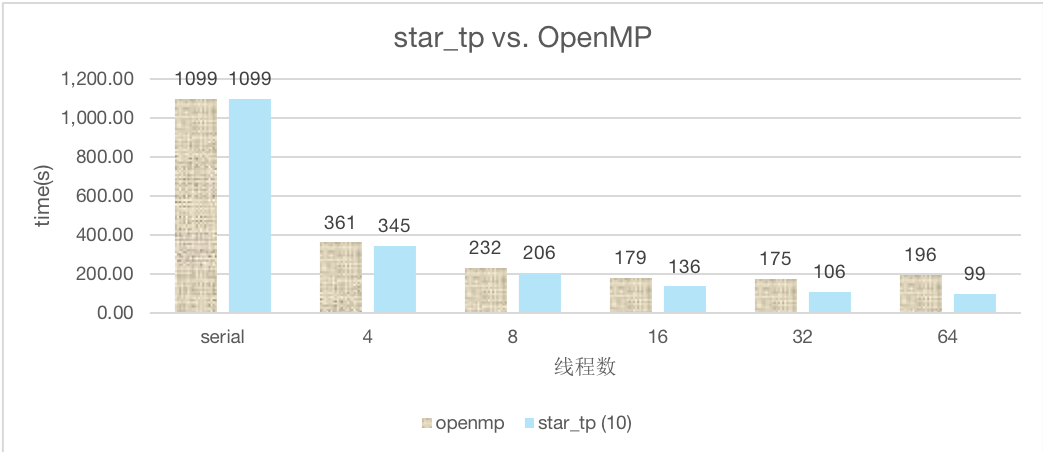 star_tp vs. OpenMP
1,200.00
1,000.00
800.00
600.00
400.00
200.00
0.00
time(s)
1099 1099
361 345
232 206
179 136
175 106
196 99
serial 4 8 16 32 64
线程数
openmp star_tp (10)